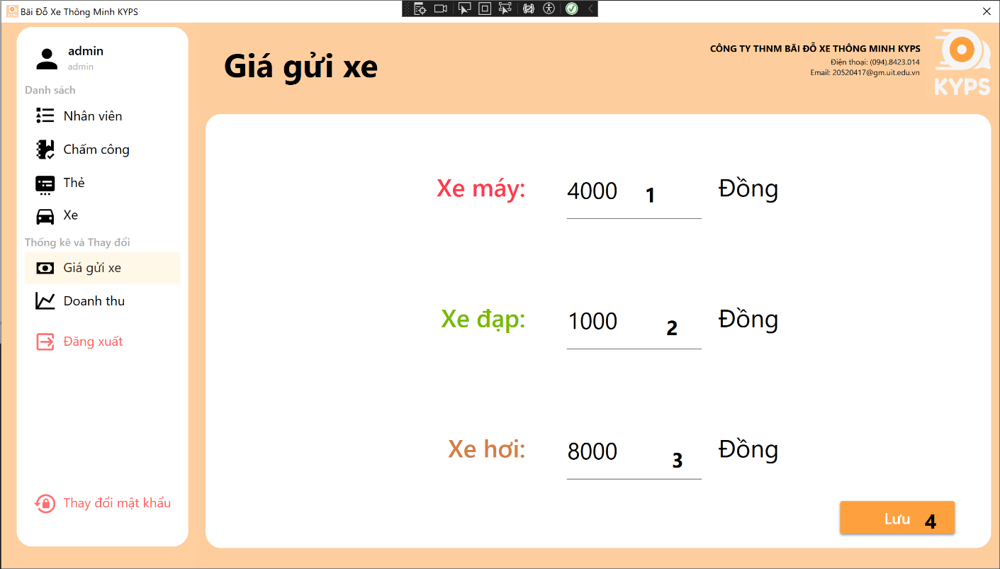 Bãi Đỗ Xe Thông Minh KYPS
admin
admin
Danh sách
Nhân viên
Chấm công
Thẻ
Xe
Thống kê và Thay đổi
Giá gửi xe
Doanh thu
Đăng xuất
Thay đổi mật khẩu
Giá gửi xe
CÔNG TY THNM BÃI ĐỖ XE THÔNG MINH KYPS
Điện thoại: (094).8423.014
Email: 20520417@gm.uit.edu.vn
KYPS
Xe máy: 4000 1 Đồng
Xe đạp: 1000 2 Đồng
Xe hơi: 8000 3 Đồng
Lưu 4